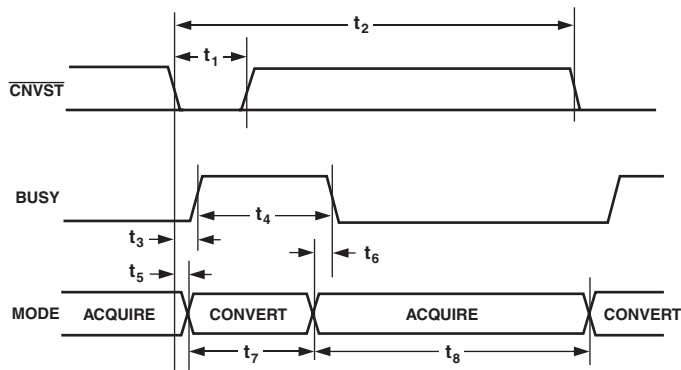 t2
t1
CNVST
BUSY
t4
t3
t6
t5
MODE ACQUIRE CONVERT ACQUIRE CONVERT
t7 t8